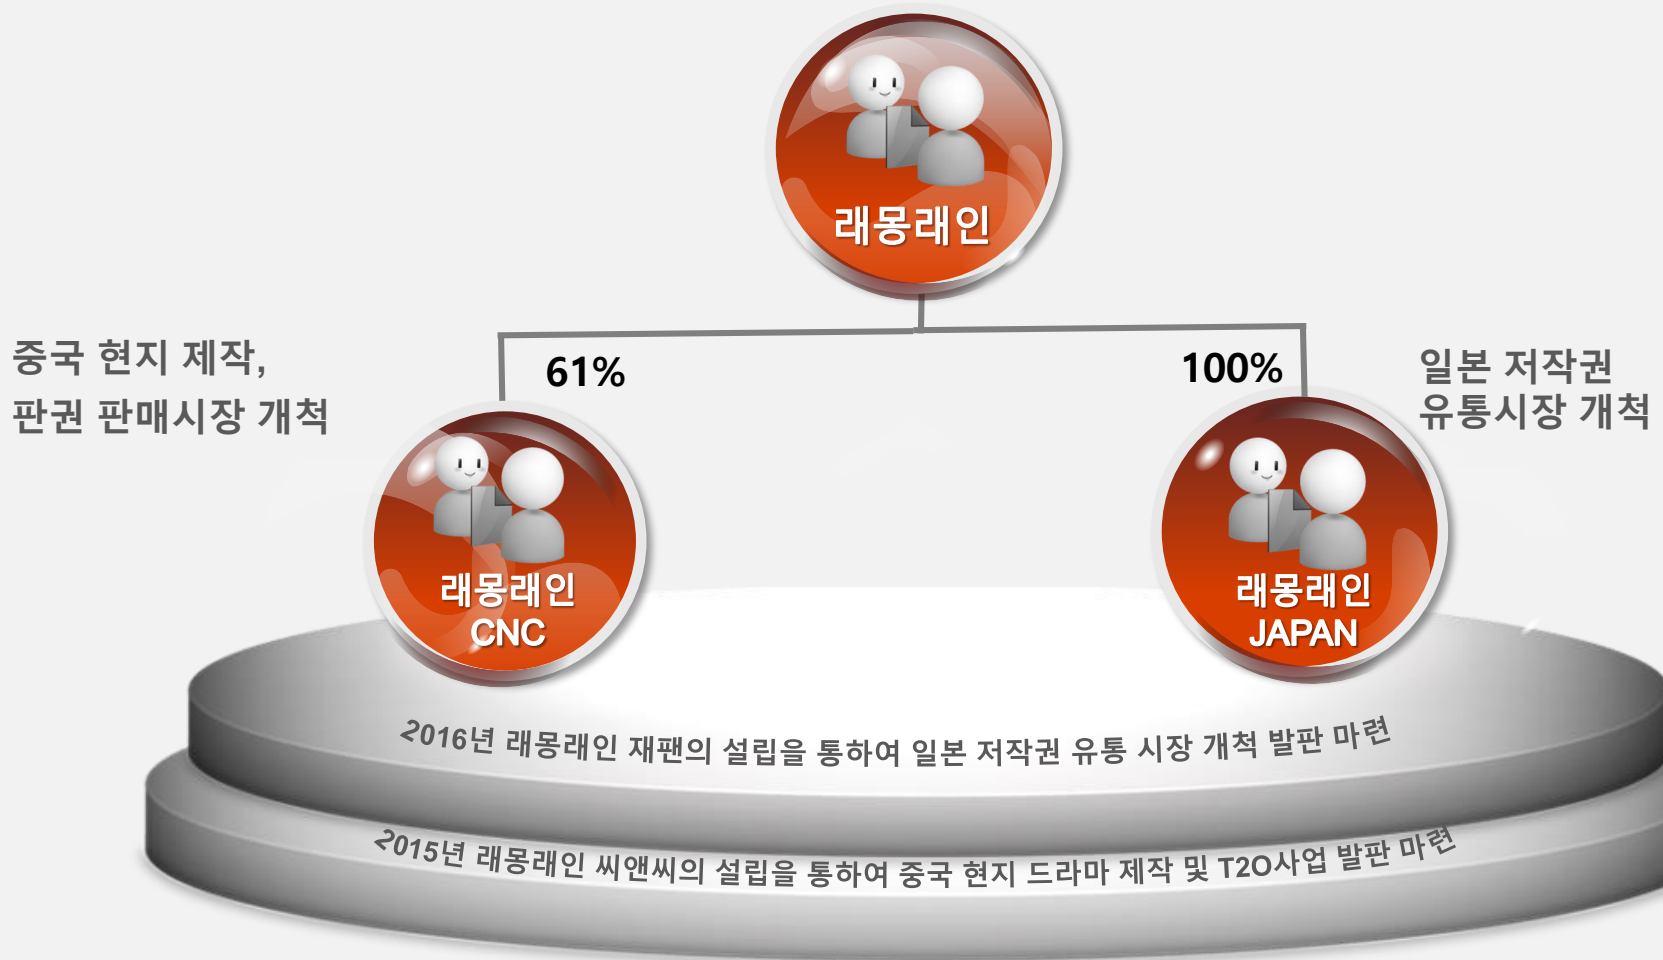 래몽래인
중국 현지 제작,
판권 판매시장 개척
61%
100%
일본 저작권
유통시장 개척
래몽래인
CNC
래몽래인
JAPAN
2016년 래몽래인 재팬의 설립을 통하여 일본 저작권 유통 시장 개척 발판 마련
2015년 래몽래인 씨앤씨의 설립을 통하여 중국 현지 드라마 제작 및 T2O사업 발판 마련